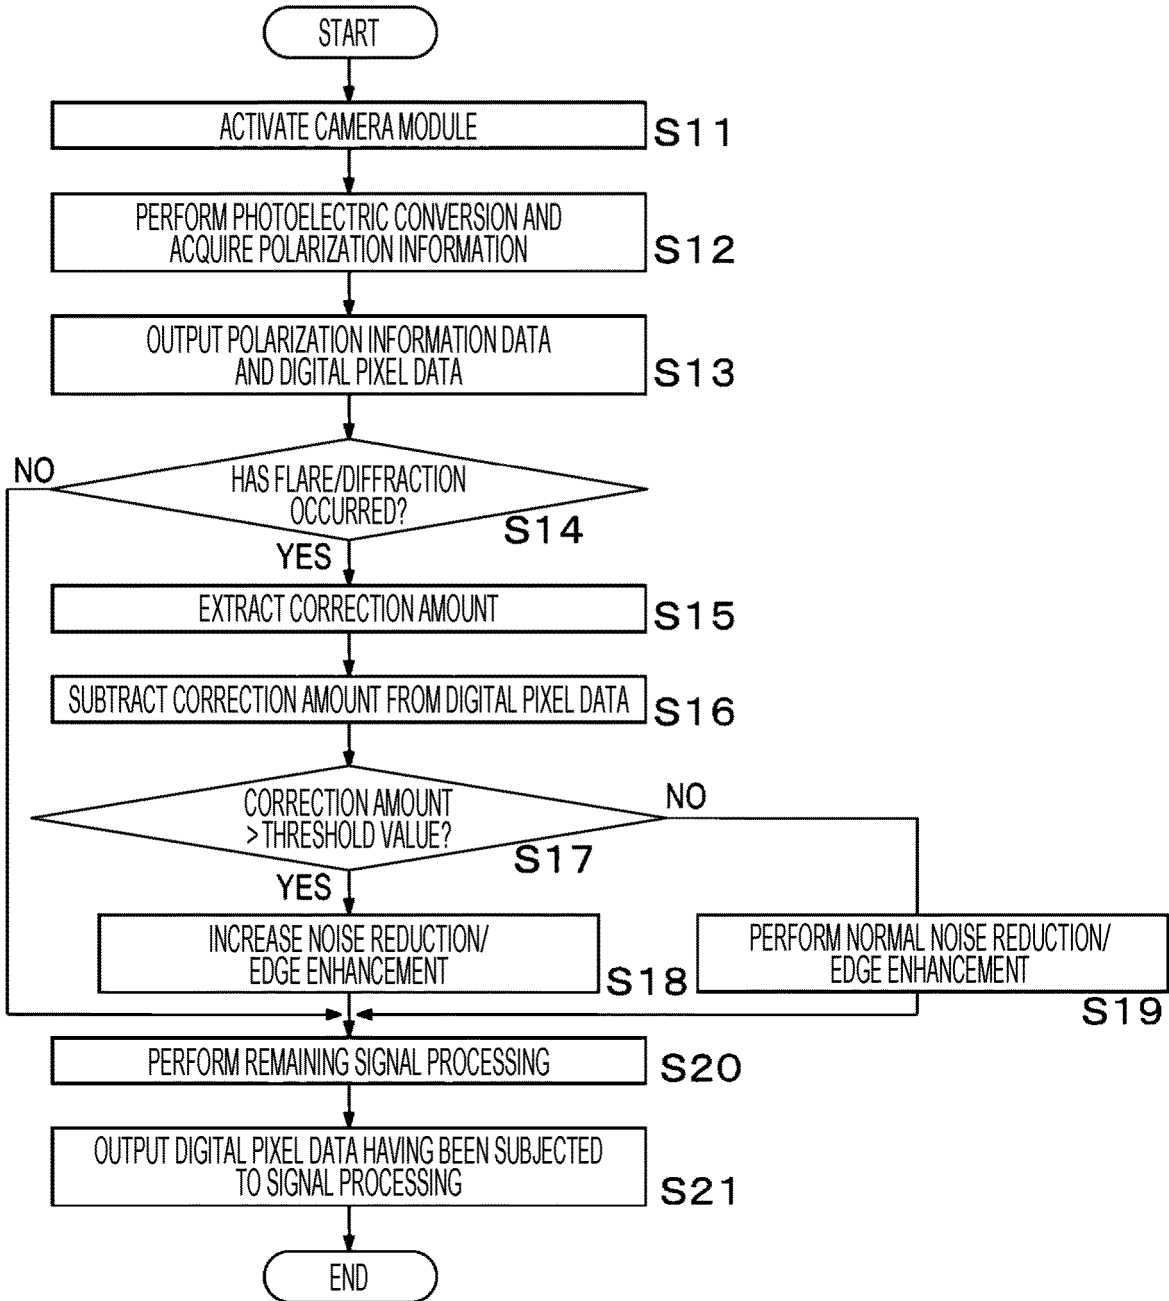 START
ACTIVATE CAMERA MODULE
S11
PERFORM PHOTOELECTRIC CONVERSION AND
ACQUIRE POLARIZATION INFORMATION
S12
OUTPUT POLARIZATION INFORMATION DATA
AND DIGITAL PIXEL DATA
S13
NO
HAS FLARE/DIFFRACTION
OCCURRED?
S14
YES
EXTRACT CORRECTION AMOUNT
S15
SUBTRACT CORRECTION AMOUNT FROM DIGITAL PIXEL DATA
S16
CORRECTION AMOUNT
> THRESHOLD VALUE?
S17
NO
YES
INCREASE NOISE REDUCTION/
EDGE ENHANCEMENT
S18
PERFORM NORMAL NOISE REDUCTION/
EDGE ENHANCEMENT
S19
PERFORM REMAINING SIGNAL PROCESSING
S20
OUTPUT DIGITAL PIXEL DATA HAVING BEEN SUBJECTED
TO SIGNAL PROCESSING
S21
END